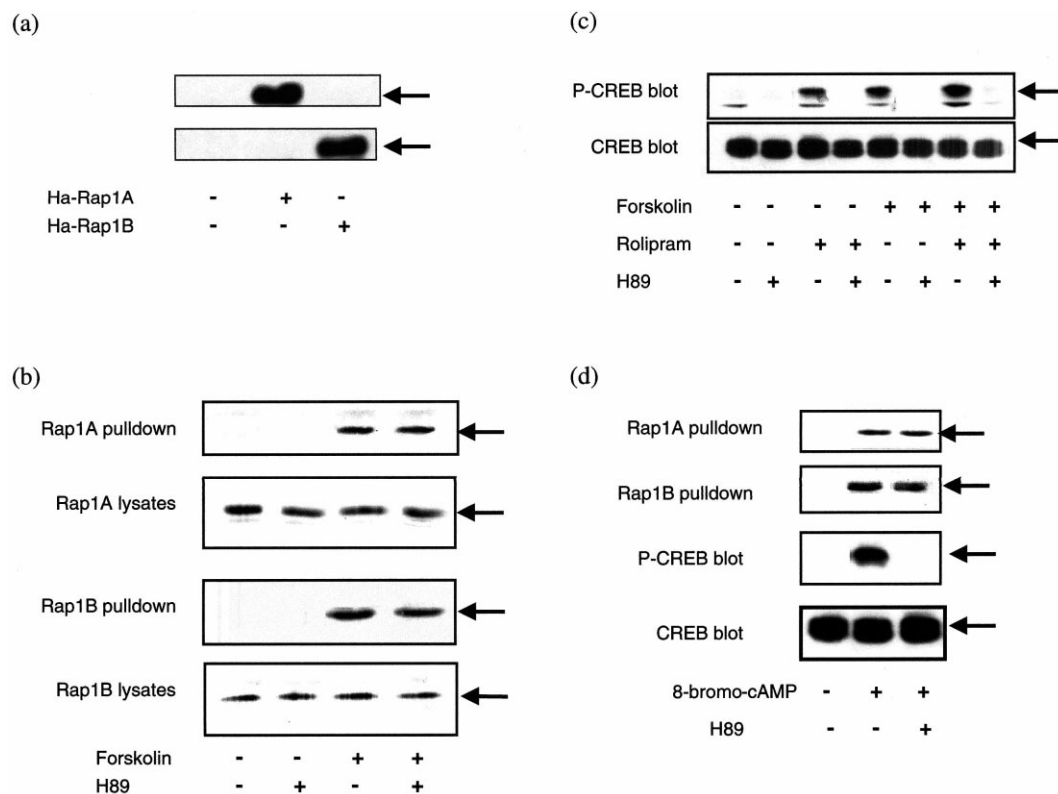 (a)
Ha-Rap1A - + -
Ha-Rap1B - - +
(b)
Rap1A pulldown
Rap1A lysates
Rap1B pulldown
Rap1B lysates
Forskolin - - + +
H89 - + - +
(c)
P-CREB blot
CREB blot
Forskolin - - - - + + + +
Rolipram - - + + - - + +
H89 - + - + - + - +
(d)
Rap1A pulldown
Rap1B pulldown
P-CREB blot
CREB blot
8-bromo-cAMP - + +
H89 - - +